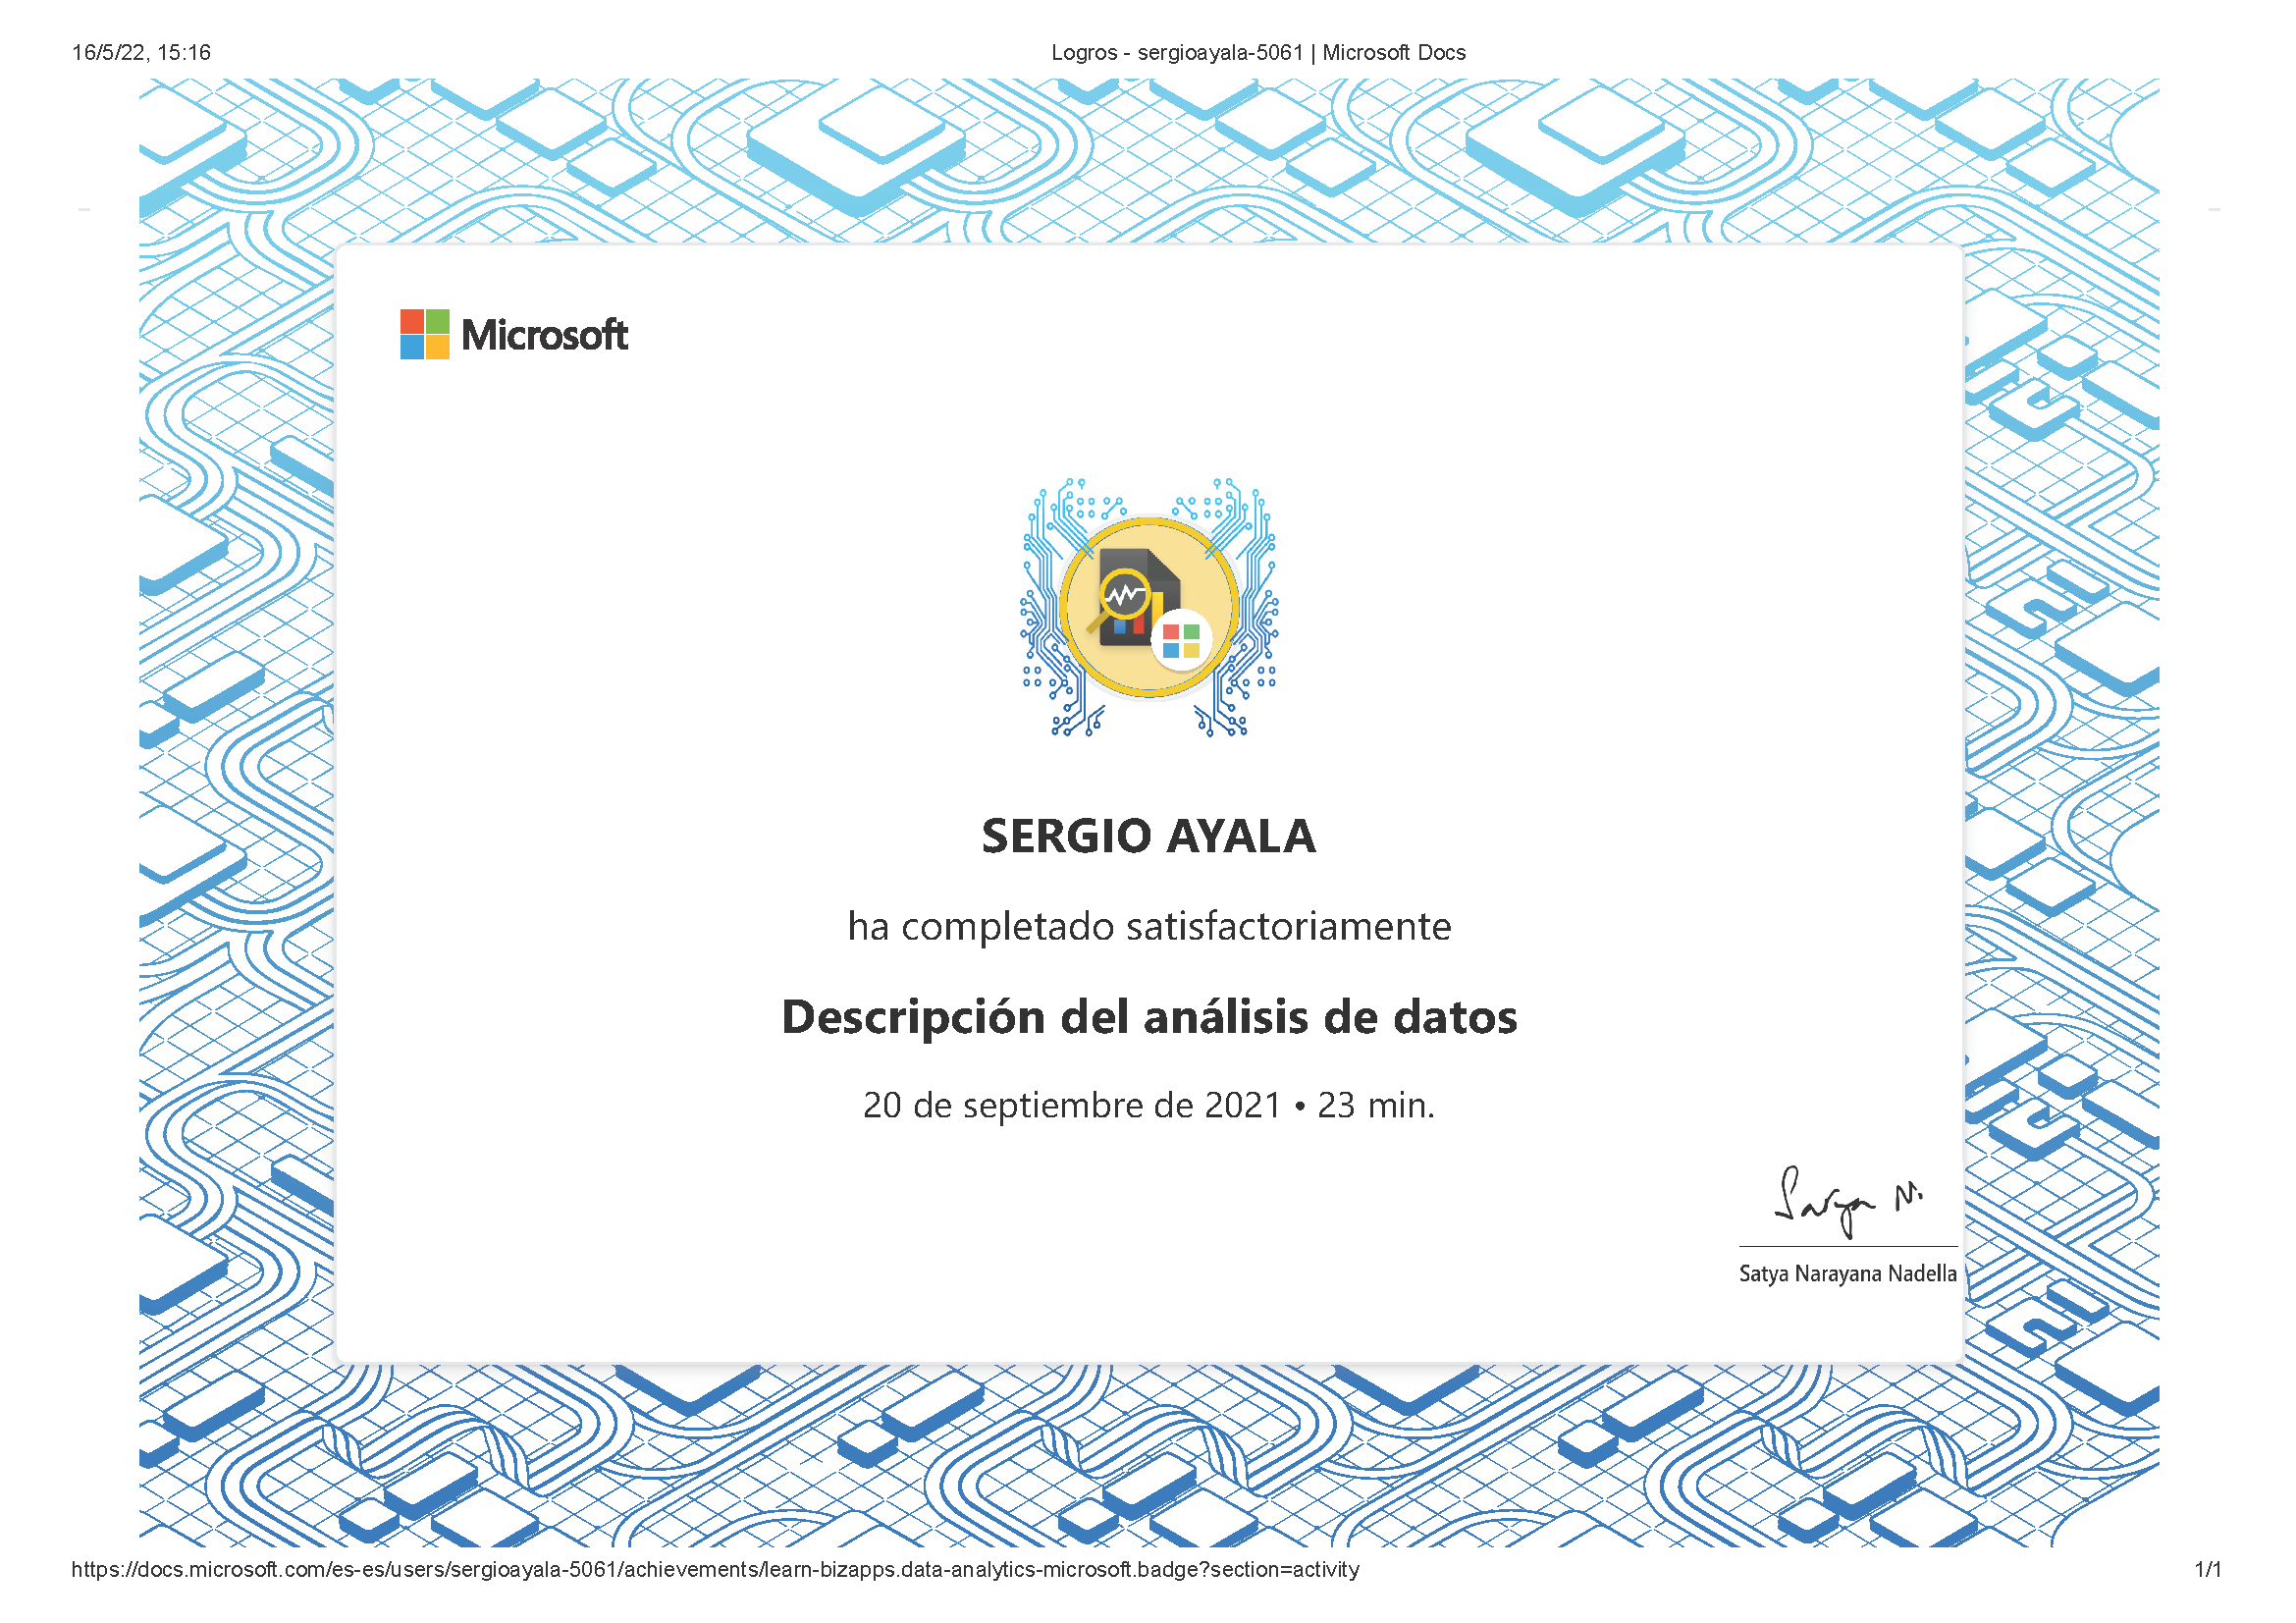 16/5/22, 15:16
Logros - sergioayala-5061 | Microsoft Docs
Microsoft
SERGIO AYALA
ha completado satisfactoriamente
Descripción del análisis de datos
20 de septiembre de 2021 • 23 min.
Satya N.
Satya Narayana Nadella
https://docs.microsoft.com/es-es/users/sergioayala-5061/achievements/learn-bizapps.data-analytics-microsoft.badge?section=activity
1/1